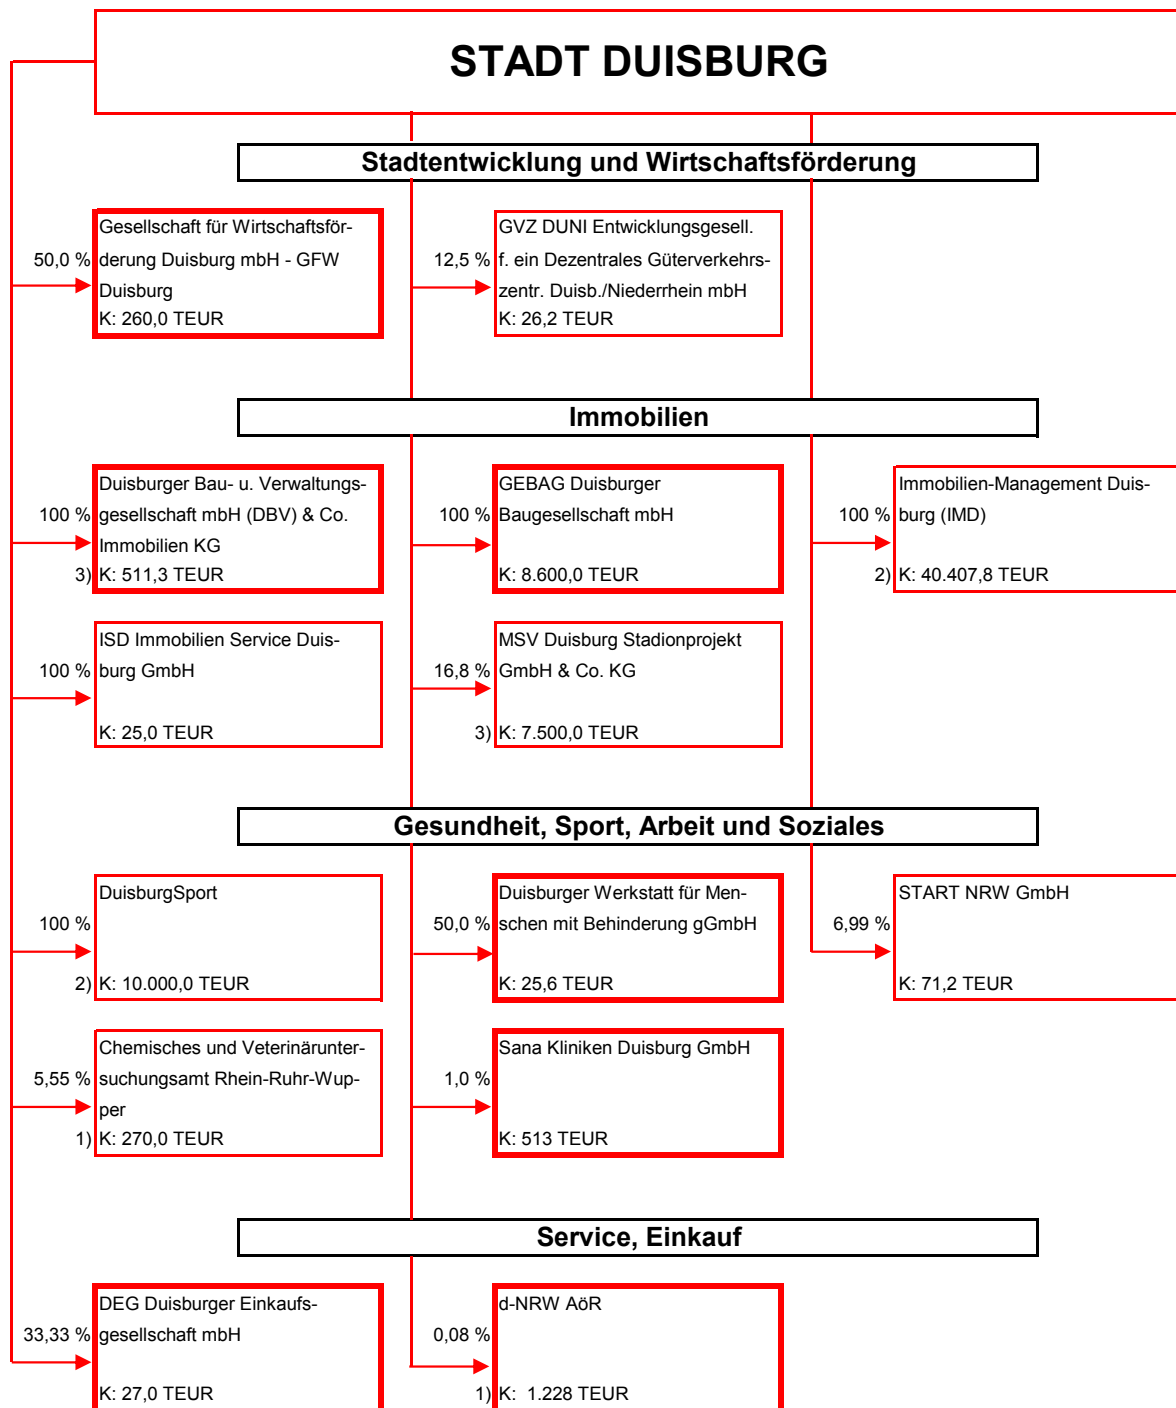 STADT DUISBURG
Stadtentwicklung und Wirtschaftsförderung
Gesellschaft für Wirtschaftsför-
50,0 % derung Duisburg mbH - GFW
Duisburg
K: 260,0 TEUR
GVZ DUNI Entwicklungsgesell.
12,5 % f. ein Dezentrales Güterverkehrs-
zentr. Duisb./Niederrhein mbH
K: 26,2 TEUR
Immobilien
Duisburger Bau- u. Verwaltungs-
100 % gesellschaft mbH (DBV) & Co.
Immobilien KG
3) K: 511,3 TEUR
GEBAG Duisburger
100 % Baugesellschaft mbH
K: 8.600,0 TEUR
Immobilien-Management Duis-
100 % burg (IMD)
2) K: 40.407,8 TEUR
ISD Immobilien Service Duis-
100 % burg GmbH
K: 25,0 TEUR
MSV Duisburg Stadionprojekt
16,8 % GmbH & Co. KG
3) K: 7.500,0 TEUR
Gesundheit, Sport, Arbeit und Soziales
DuisburgSport
100 %
2) K: 10.000,0 TEUR
Duisburger Werkstatt für Men-
50,0 % schen mit Behinderung gGmbH
K: 25,6 TEUR
START NRW GmbH
6,99 %
K: 71,2 TEUR
Chemisches und Veterinärunter-
5,55 % suchungsamt Rhein-Ruhr-Wup-
per
1) K: 270,0 TEUR
Sana Kliniken Duisburg GmbH
1,0 %
K: 513 TEUR
Service, Einkauf
DEG Duisburger Einkaufs-
33,33 % gesellschaft mbH
K: 27,0 TEUR
d-NRW AöR
0,08 %
1) K: 1.228 TEUR